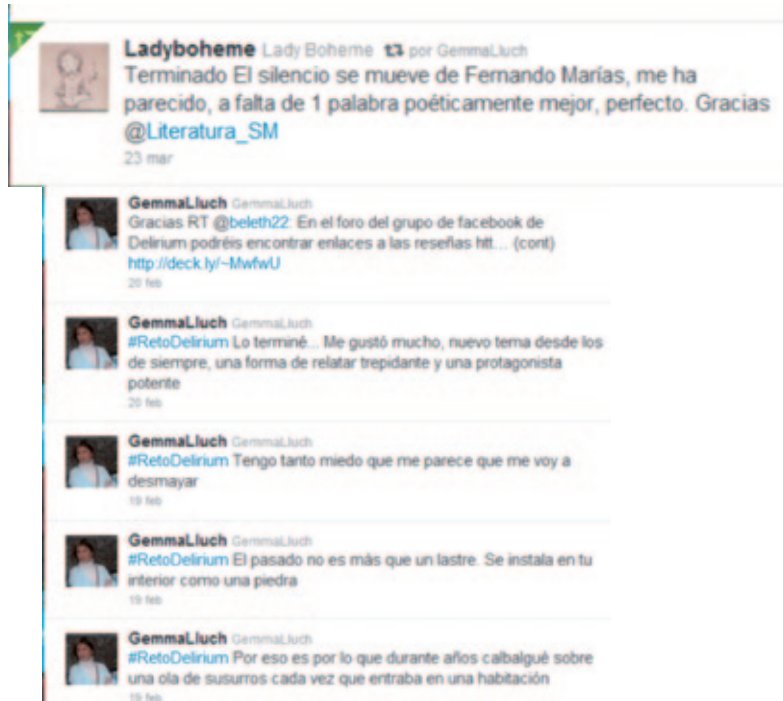 Ladyboheme Lady Boheme por GemmaLluch
Terminado El silencio se mueve de Fernando Marías, me ha
parecido, a falta de 1 palabra poéticamente mejor, perfecto. Gracias
@Literatura_SM
23 mar
GemmaLluch GemmaLluch
Gracias RT @beleth22: En el foro del grupo de facebook de
Delirium podréis encontrar enlaces a las reseñas htt... (cont)
http://deck.ly/~MwfwU
20 feb
GemmaLluch GemmaLluch
#RetoDelirium Lo terminé... Me gustó mucho, nuevo tema desde los
de siempre, una forma de relatar trepidante y una protagonista
potente
20 feb
GemmaLluch GemmaLluch
#RetoDelirium Tengo tanto miedo que me parece que me voy a
desmayar
19 feb
GemmaLluch GemmaLluch
#RetoDelirium El pasado no es más que un lastre. Se instala en tu
interior como una piedra
19 feb
GemmaLluch GemmaLluch
#RetoDelirium Por eso es por lo que durante años calbalgué sobre
una ola de susurros cada vez que entraba en una habitación
19 feb